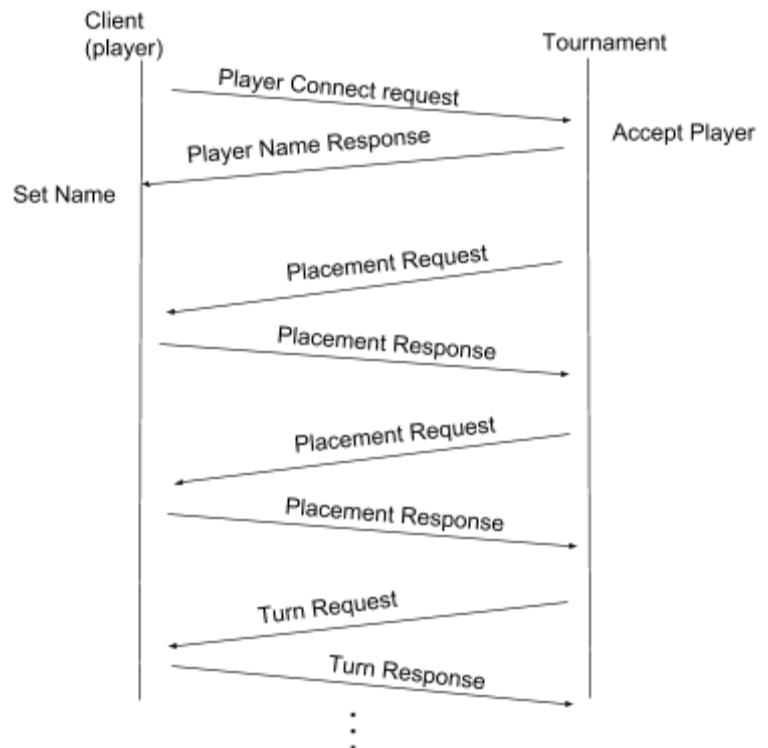 Client
(player)
Tournament
Player Connect request
Accept Player
Player Name Response
Set Name
Placement Request
Placement Response
Placement Request
Placement Response
Turn Request
Turn Response